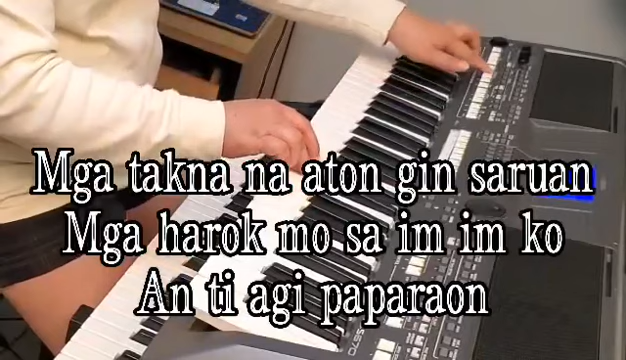 Mga takna na aton gin saruan
Mga harok mo sa im im ko
An ti agi paparaon